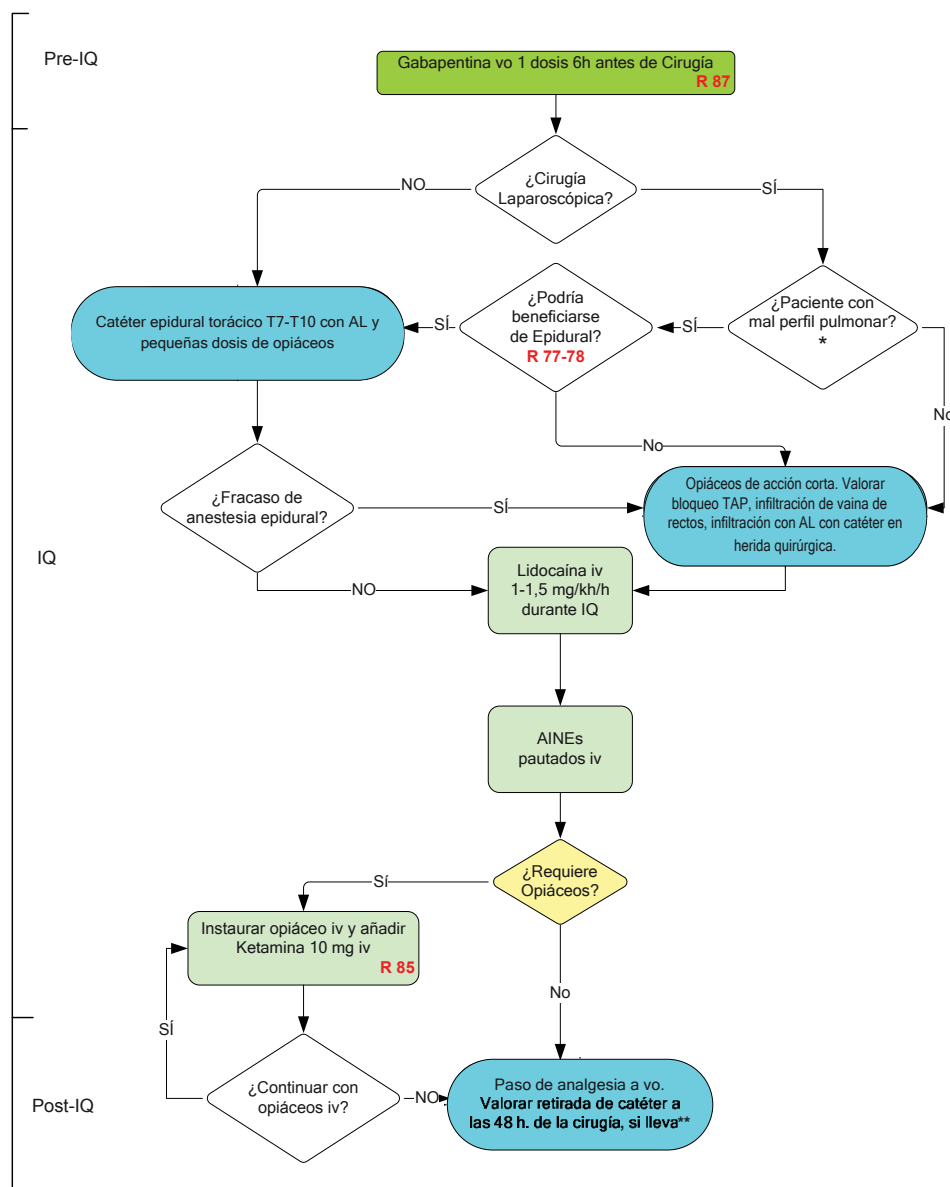 Pre-IQ
Gabapentina vo 1 dosis 6h antes de Cirugía
R 87
¿Cirugía
Laparoscópica?
NO
SÍ
¿Paciente con
mal perfil pulmonar?
*
SÍ
No
¿Podría
beneficiarse
de Epidural?
R 77-78
SÍ
No
Catéter epidural torácico T7-T10 con AL y
pequeñas dosis de opiáceos
¿Fracaso de
anestesia epidural?
SÍ
NO
Opiáceos de acción corta. Valorar
bloqueo TAP, infiltración de vaina de
rectos, infiltración con AL con catéter en
herida quirúrgica.
IQ
Lidocaína iv
1-1,5 mg/kh/h
durante IQ
AINEs
pautados iv
¿Requiere
Opiáceos?
Sí
No
Instaurar opiáceo iv y añadir
Ketamina 10 mg iv
R 85
SÍ
¿Continuar con
opiáceos iv?
NO
Post-IQ
Paso de analgesia a vo.
Valorar retirada de catéter a
las 48 h. de la cirugía, si lleva**